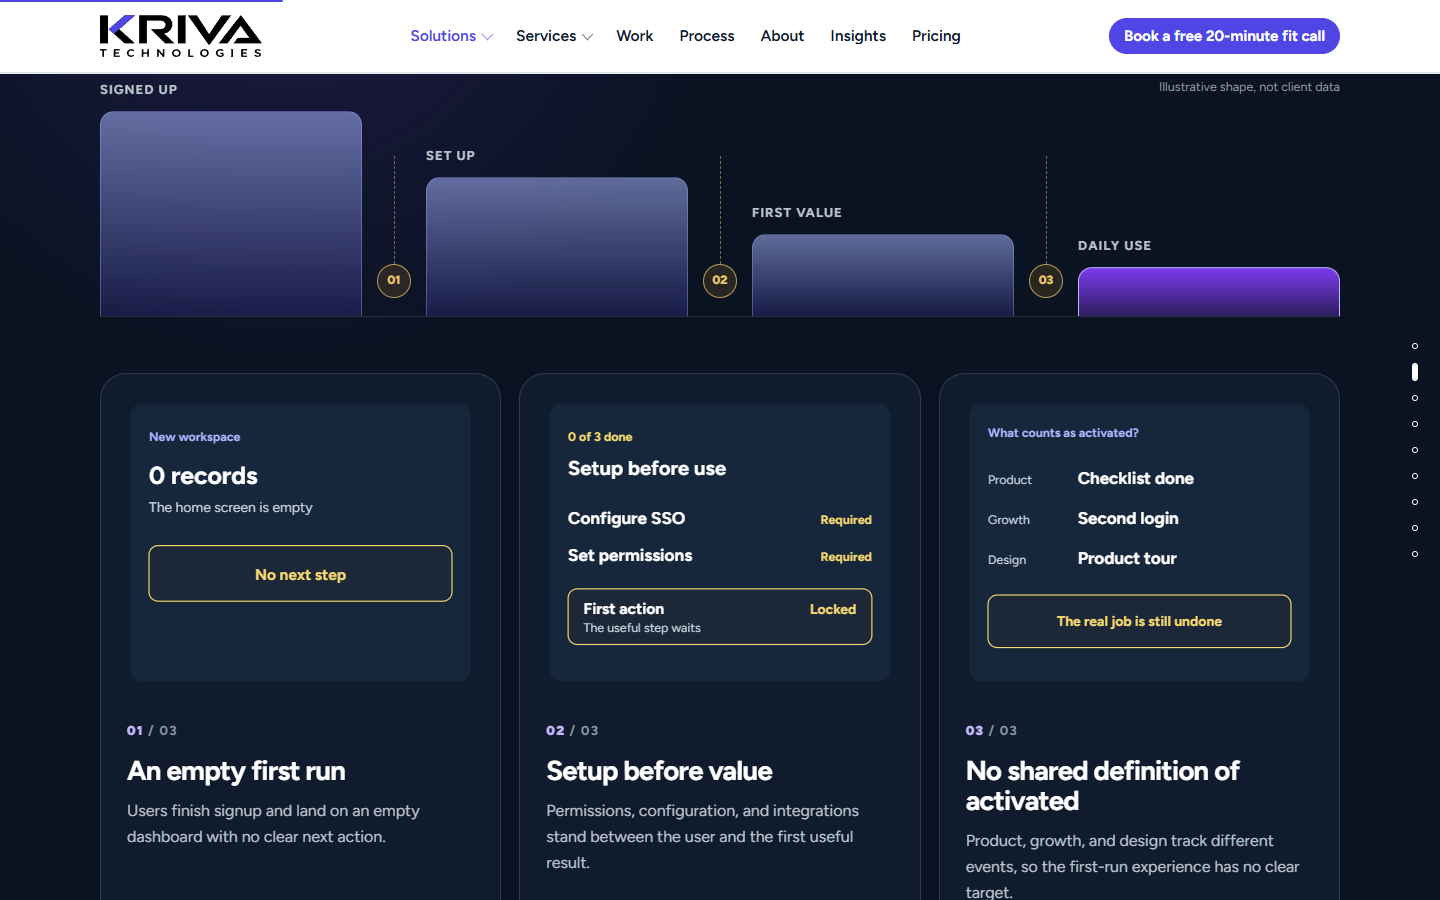 KRIVA
TECHNOLOGIES
Solutions
Services
Work
Process
About
Insights
Pricing
Book a free 20-minute fit call
SIGNED UP
Illustrative shape, not client data
SET UP
FIRST VALUE
DAILY USE
01
02
03
New workspace
0 records
The home screen is empty
No next step
0 of 3 done
Setup before use
Configure SSO Required
Set permissions Required
First action Locked
The useful step waits
What counts as activated?
Product Checklist done
Growth Second login
Design Product tour
The real job is still undone
01 / 03
An empty first run
Users finish signup and land on an empty
dashboard with no clear next action.
02 / 03
Setup before value
Permissions, configuration, and integrations
stand between the user and the first useful
result.
03 / 03
No shared definition of
activated
Product, growth, and design track different
events, so the first-run experience has no clear
target.